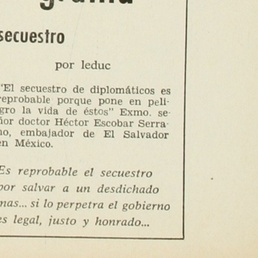 secuestro
por leduc
"El secuestro de diplomáticos es
reprobable porque pone en peli-
gro la vida de éstos" Exmo. se-
ñor doctor Héctor Escobar Serra-
no, embajador de El Salvador
en México.
Es reprobable el secuestro
por salvar a un desdichado
mas... si lo perpetra el gobierno
es legal, justo y honrado...